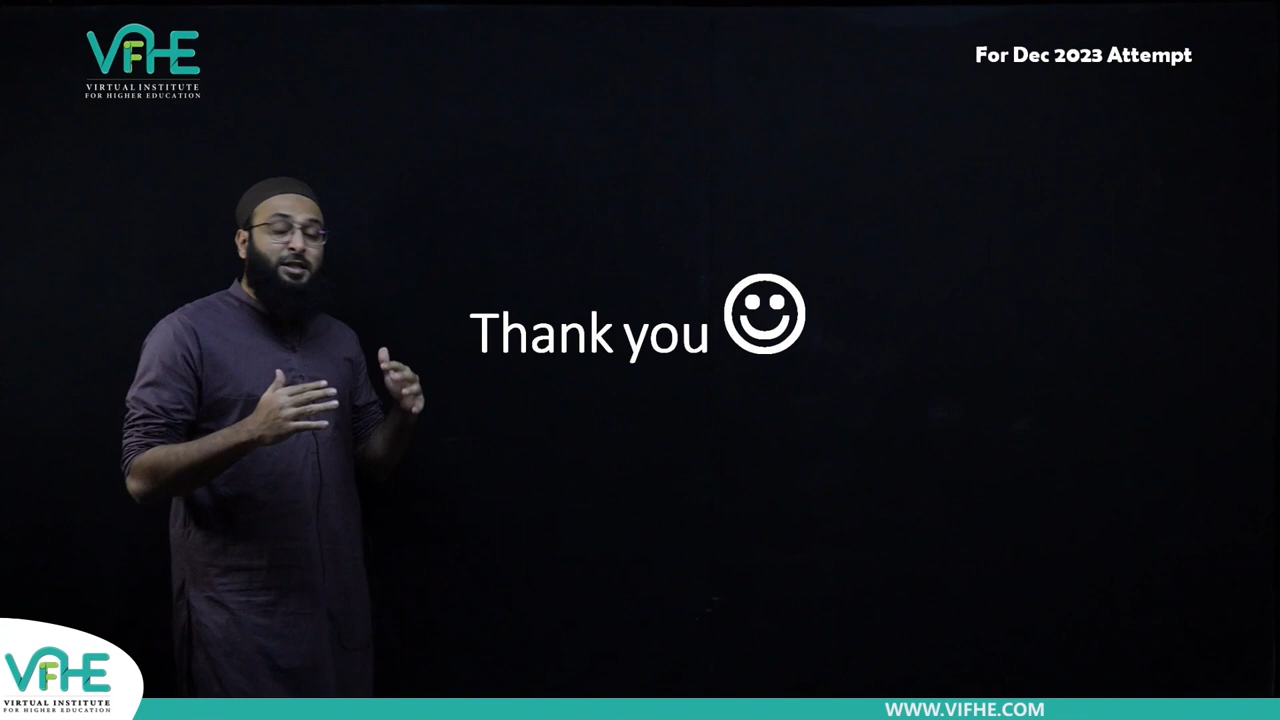 VIFHE
VIRTUAL INSTITUTE
FOR HIGHER EDUCATION
For Dec 2023 Attempt
Thank you
VIFHE
VIRTUAL INSTITUTE
FOR HIGHER EDUCATION
WWW.VIFHE.COM